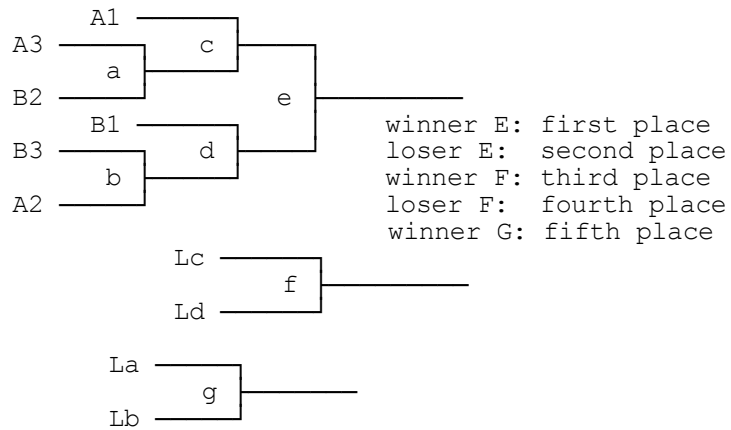 A1
A3
c
a
B2
e
B1
winner E: first place
B3
d
loser E: second place
b
winner F: third place
A2
loser F: fourth place
winner G: fifth place
Lc
f
Ld
La
g
Lb